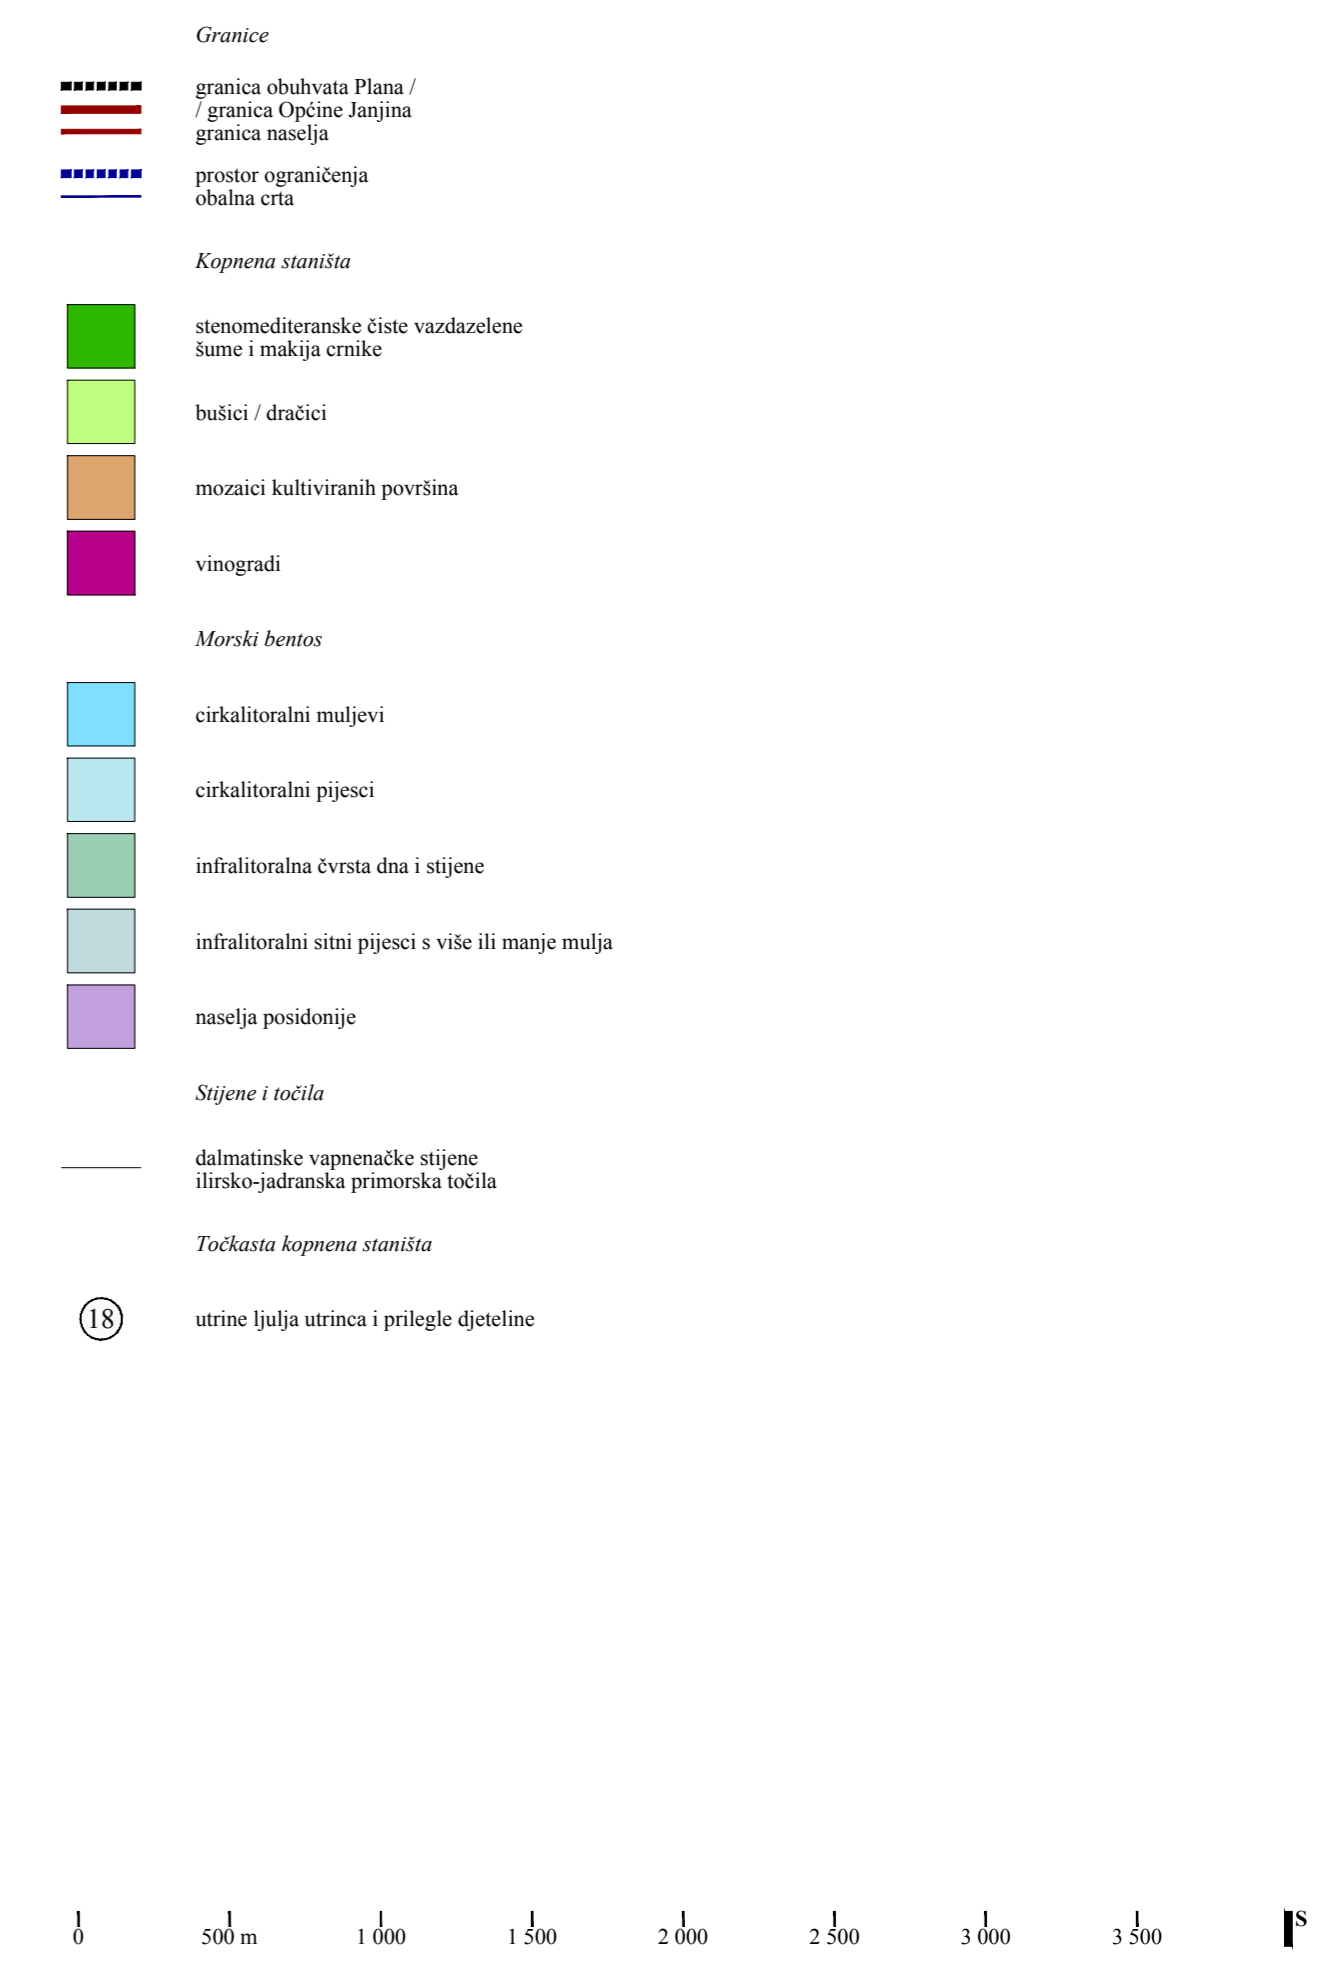 Granice
granica obuhvata Plana /
/ granica Općine Janjina
granica naselja
prostor ograničenja
obalna crta
Kopnena staništa
stenomediteranske čiste vazdazelene
šume i makija crnike
bušici / dračici
mozaici kultiviranih površina
vinogradi
Morski bentos
cirkalitoralni muljevi
cirkalitoralni pijesci
infralitoralna čvrsta dna i stijene
infralitoralni sitni pijesci s više ili manje mulja
naselja posidonije
Stijene i točila
dalmatinske vapnenačke stijene
ilirsko-jadranska primorska točila
Točkasta kopnena staništa
18 utrine ljulja utrinca i prilegle djeteline
S
0 500 m 1 000 1 500 2 000 2 500 3 000 3 500